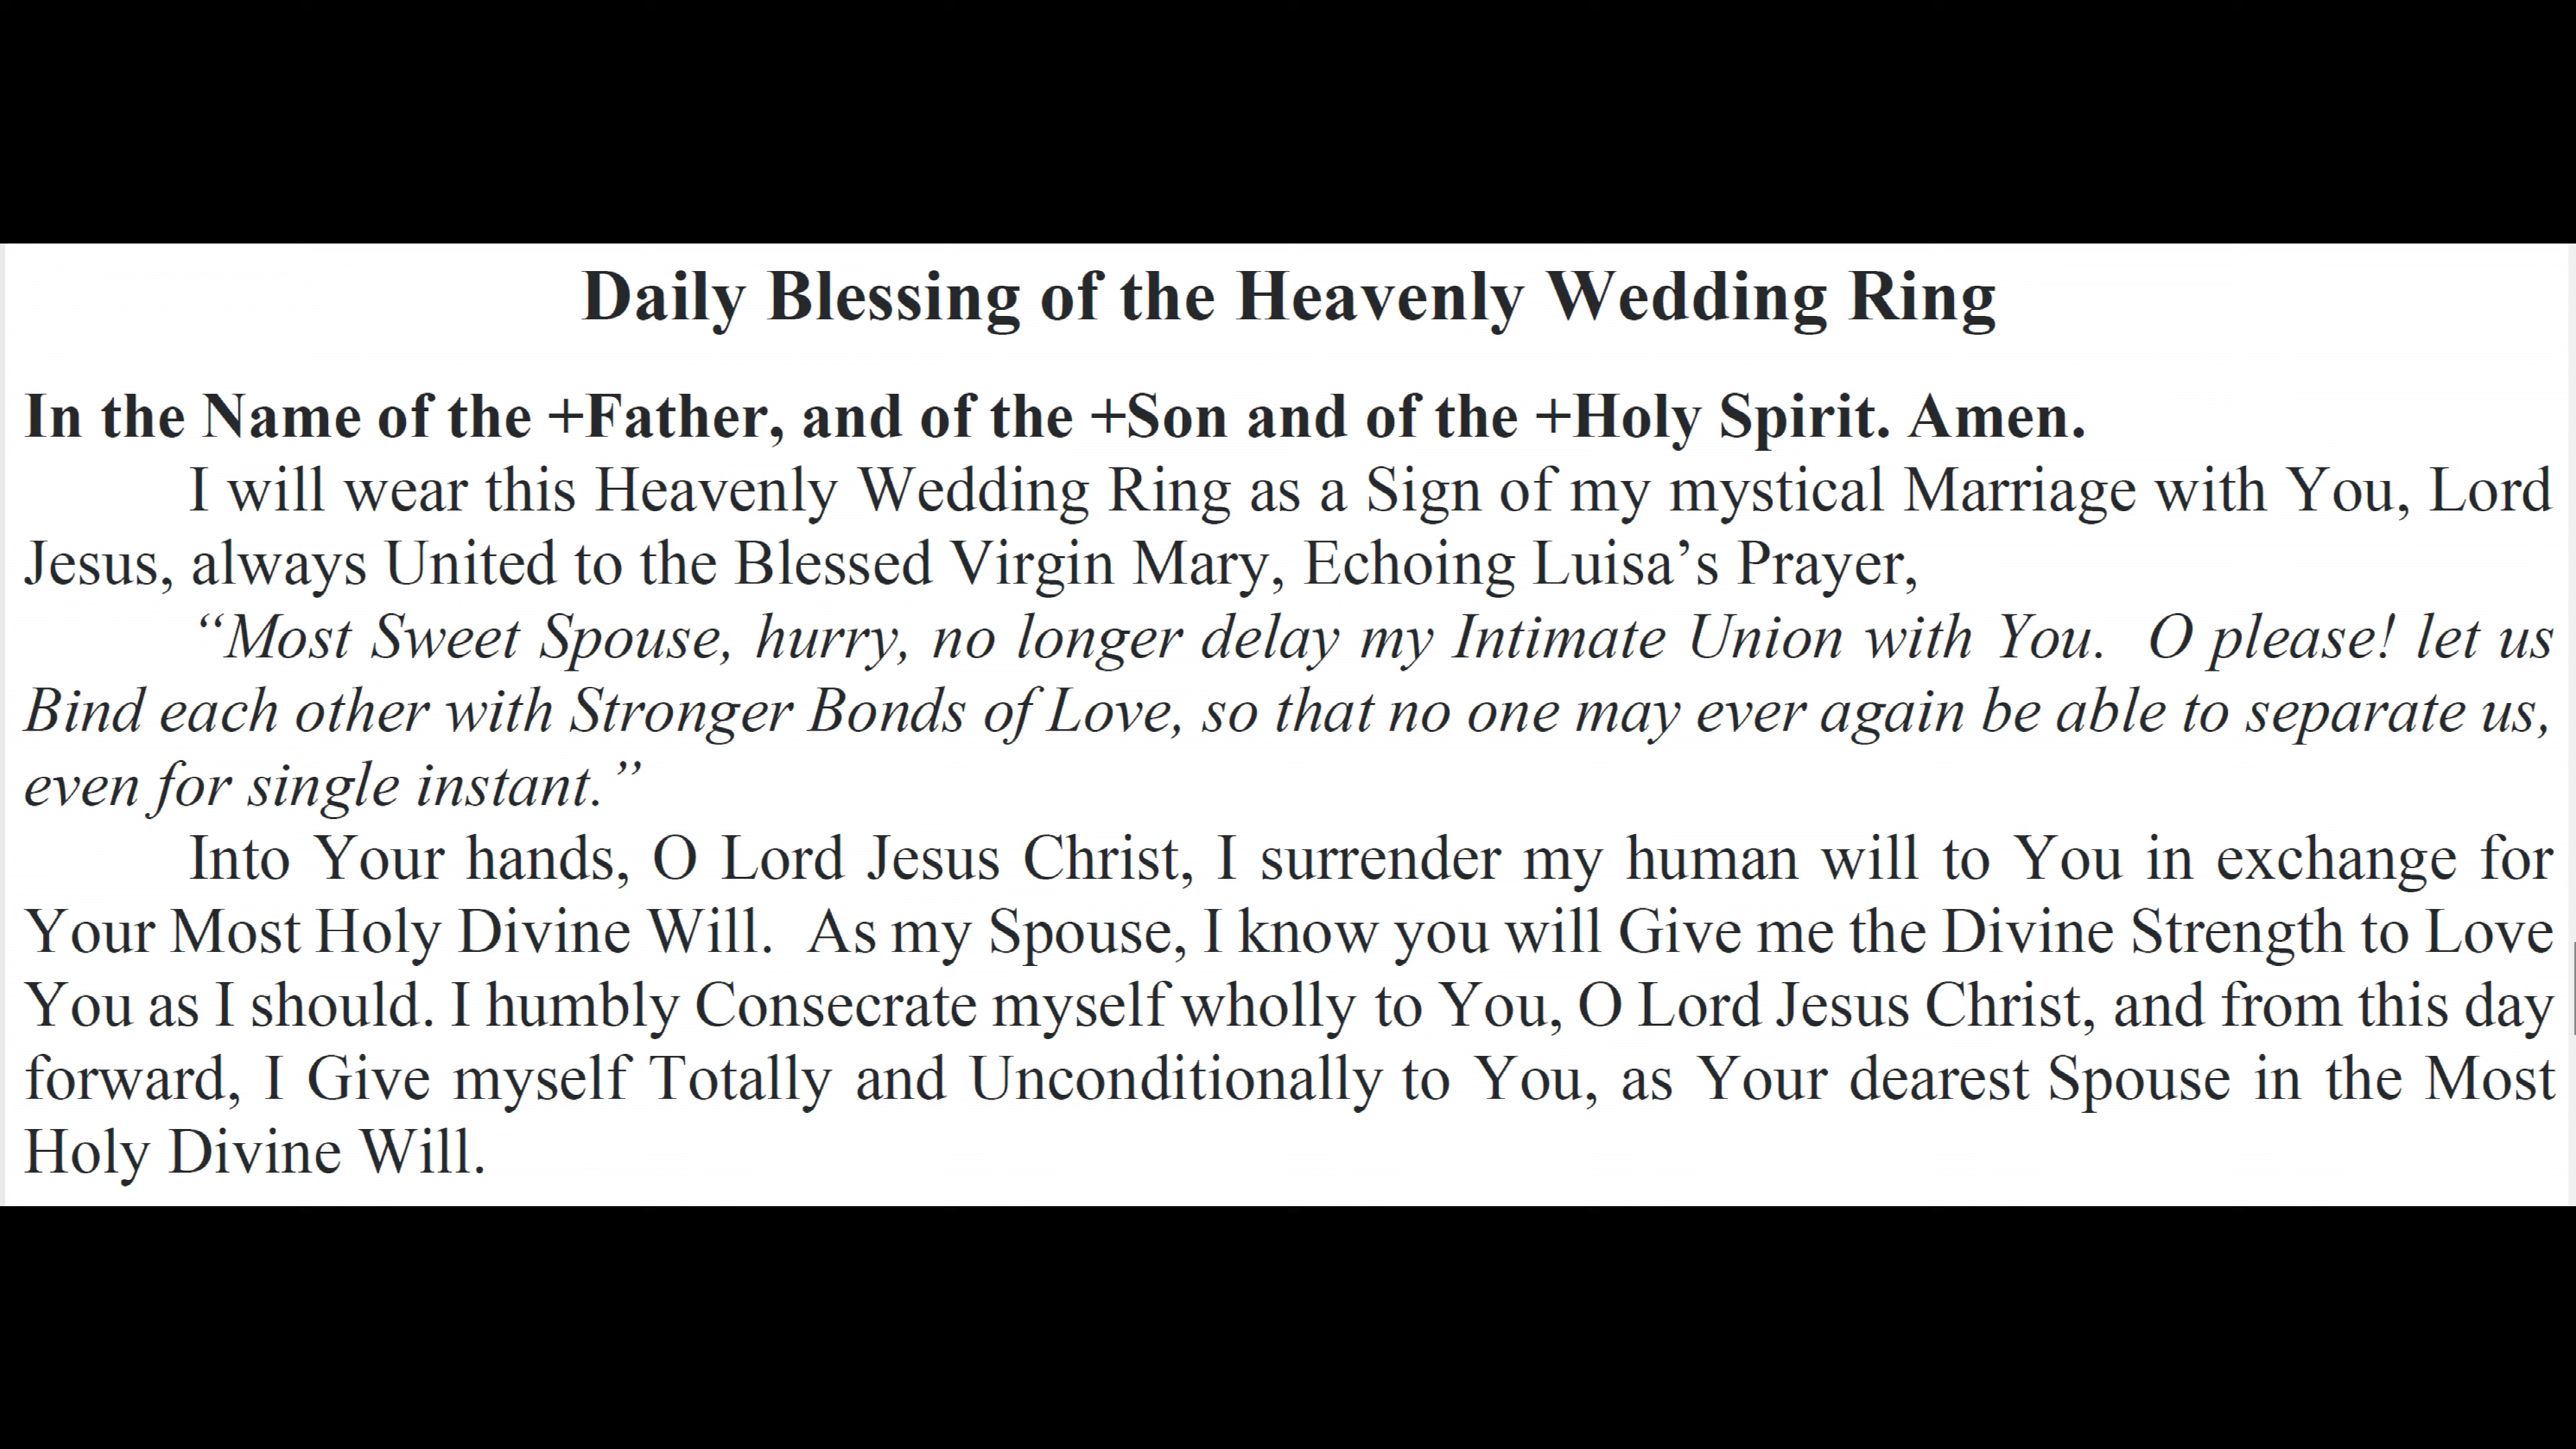 Daily Blessing of the Heavenly Wedding Ring
In the Name of the +Father, and of the +Son and of the +Holy Spirit. Amen.
I will wear this Heavenly Wedding Ring as a Sign of my mystical Marriage with You, Lord
Jesus, always United to the Blessed Virgin Mary, Echoing Luisa’s Prayer,
“Most Sweet Spouse, hurry, no longer delay my Intimate Union with You.  O please! let us
Bind each other with Stronger Bonds of Love, so that no one may ever again be able to separate us,
even for single instant.”
Into Your hands, O Lord Jesus Christ, I surrender my human will to You in exchange for
Your Most Holy Divine Will.  As my Spouse, I know you will Give me the Divine Strength to Love
You as I should. I humbly Consecrate myself wholly to You, O Lord Jesus Christ, and from this day
forward, I Give myself Totally and Unconditionally to You, as Your dearest Spouse in the Most
Holy Divine Will.